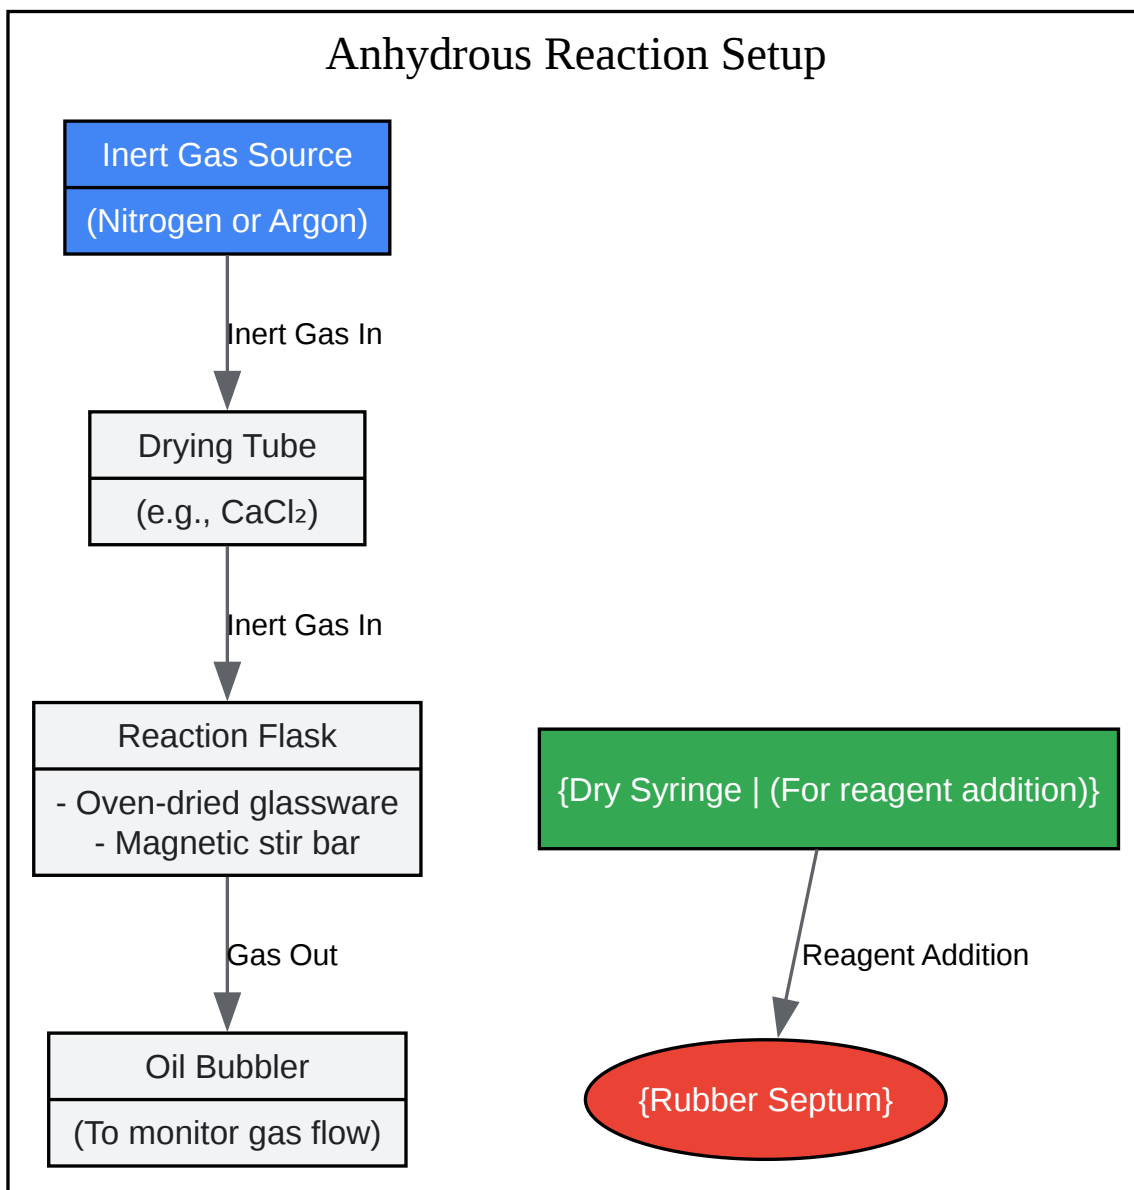 Anhydrous Reaction Setup
Inert Gas Source
(Nitrogen or Argon)
Inert Gas In
Drying Tube
(e.g., CaCl₂)
Inert Gas In
Reaction Flask
- Oven-dried glassware
- Magnetic stir bar
{Dry Syringe | (For reagent addition)}
Gas Out
Reagent Addition
Oil Bubbler
(To monitor gas flow)
{Rubber Septum}